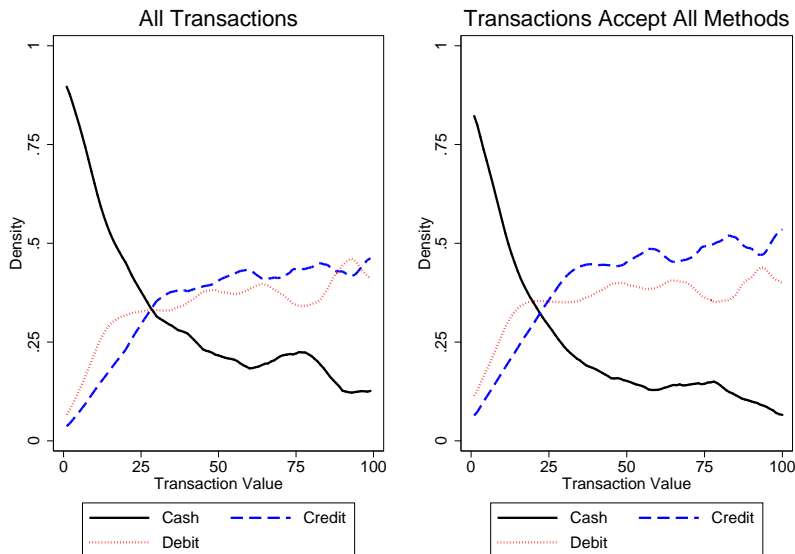 All Transactions
1
.75
.5
.25
0
Density
0
25
50
75
100
Transaction Value
Cash
Credit
Debit
Transactions Accept All Methods
1
.75
.5
.25
0
Density
0
25
50
75
100
Transaction Value
Cash
Credit
Debit